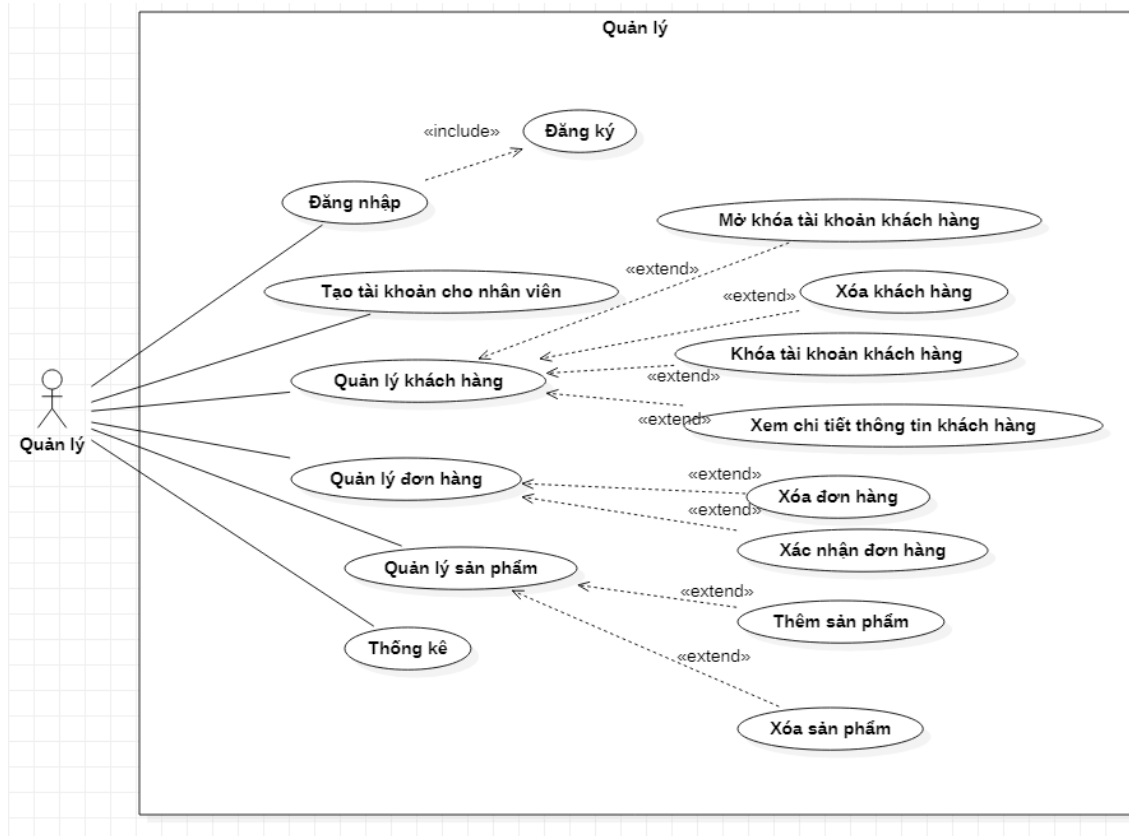 Quản lý
«include»
Đăng ký
Đăng nhập
Mở khóa tài khoản khách hàng
«extend»
Tạo tài khoản cho nhân viên
«extend»
Xóa khách hàng
Khóa tài khoản khách hàng
Quản lý khách hàng
«extend»
«extend»
Xem chi tiết thông tin khách hàng
Quản lý
Quản lý đơn hàng
«extend»
Xóa đơn hàng
«extend»
Xác nhận đơn hàng
Quản lý sản phẩm
«extend»
Thêm sản phẩm
Thống kê
«extend»
Xóa sản phẩm